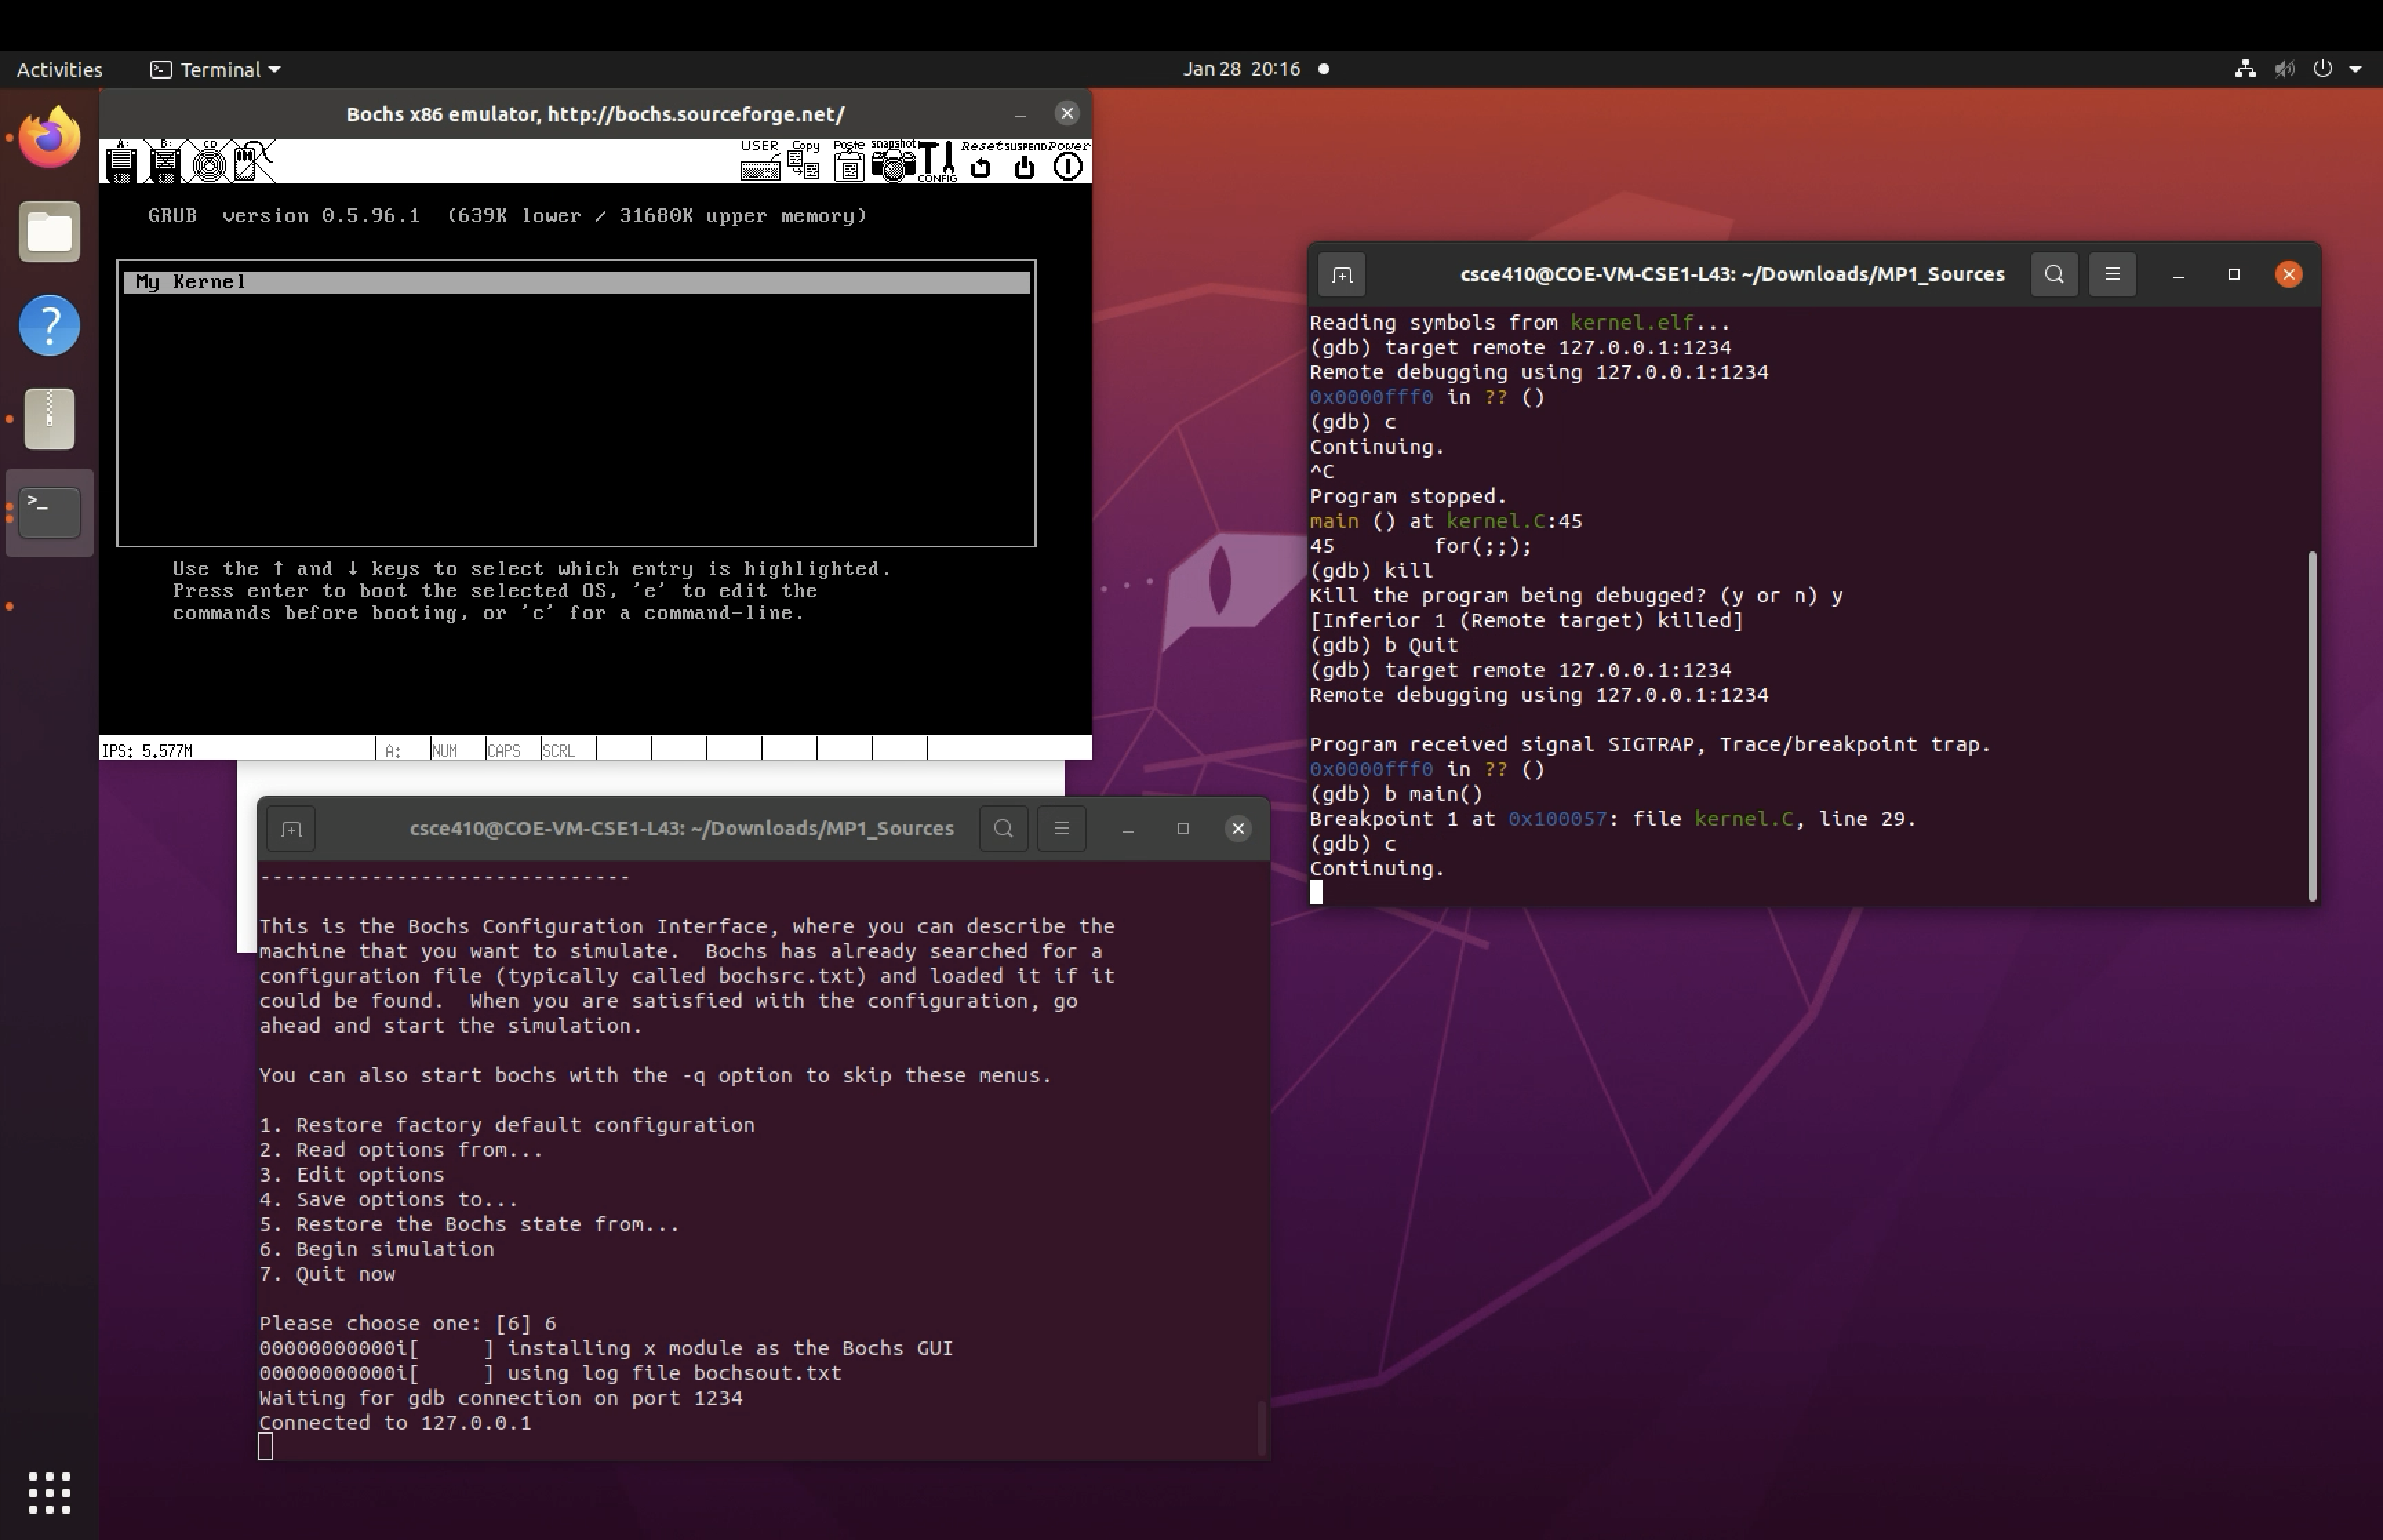 Activities
Terminal
Jan 28 20:16
Bochs x86 emulator, http://bochs.sourceforge.net/
A: B: CD USER Copy Paste snapshot CONFIG Reset SUSPEND Power
GRUB version 0.5.96.1 (639K lower / 31680K upper memory)
My Kernel
Use the ↑ and ↓ keys to select which entry is highlighted.
Press enter to boot the selected OS, 'e' to edit the
commands before booting, or 'c' for a command-line.
IPS: 5.577M A: NUM CAPS SCRL
csce410@COE-VM-CSE1-L43: ~/Downloads/MP1_Sources
Reading symbols from kernel.elf...
(gdb) target remote 127.0.0.1:1234
Remote debugging using 127.0.0.1:1234
0x0000fff0 in ?? ()
(gdb) c
Continuing.
^C
Program stopped.
main () at kernel.C:45
45        for(;;);
(gdb) kill
Kill the program being debugged? (y or n) y
[Inferior 1 (Remote target) killed]
(gdb) b Quit
(gdb) target remote 127.0.0.1:1234
Remote debugging using 127.0.0.1:1234
Program received signal SIGTRAP, Trace/breakpoint trap.
0x0000fff0 in ?? ()
(gdb) b main()
Breakpoint 1 at 0x100057: file kernel.C, line 29.
(gdb) c
Continuing.
csce410@COE-VM-CSE1-L43: ~/Downloads/MP1_Sources
------------------------------
This is the Bochs Configuration Interface, where you can describe the
machine that you want to simulate.  Bochs has already searched for a
configuration file (typically called bochsrc.txt) and loaded it if it
could be found.  When you are satisfied with the configuration, go
ahead and start the simulation.
You can also start bochs with the -q option to skip these menus.
1. Restore factory default configuration
2. Read options from...
3. Edit options
4. Save options to...
5. Restore the Bochs state from...
6. Begin simulation
7. Quit now
Please choose one: [6] 6
00000000000i[      ] installing x module as the Bochs GUI
00000000000i[      ] using log file bochsout.txt
Waiting for gdb connection on port 1234
Connected to 127.0.0.1